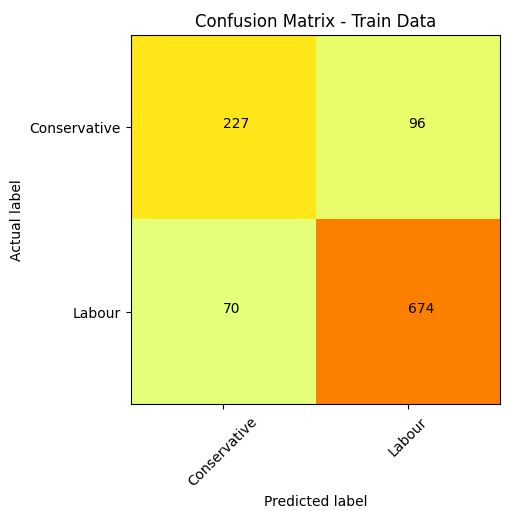 Confusion Matrix - Train Data
Actual label
Conservative
227
96
Labour
70
674
Conservative
Labour
Predicted label